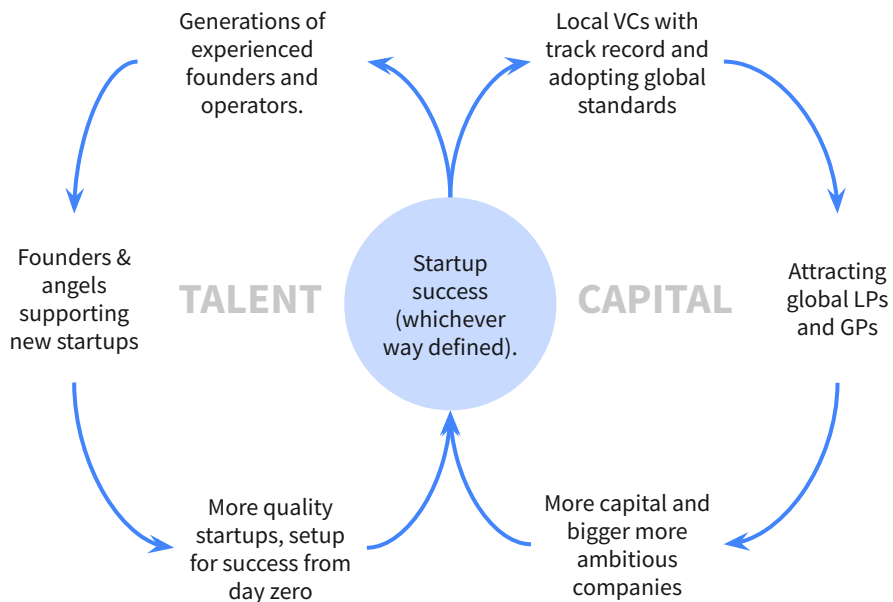 Generations of
experienced
founders and
operators.
Local VCs with
track record and
adopting global
standards
Founders &
angels
supporting
new startups
TALENT
Startup
success
(whichever
way defined).
CAPITAL
Attracting
global LPs
and GPs
More quality
startups, setup
for success from
day zero
More capital and
bigger more
ambitious
companies